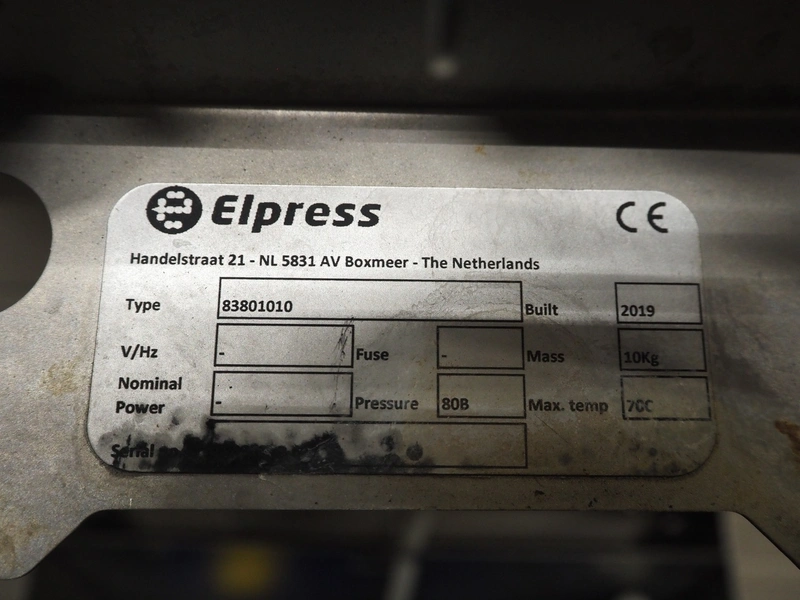 Elpress CE
Handelstraat 21 - NL 5831 AV Boxmeer - The Netherlands
Type 83801010 Built 2019
V/Hz - Fuse - Mass 10Kg
Nominal
Power - Pressure 80B Max. temp
Serial